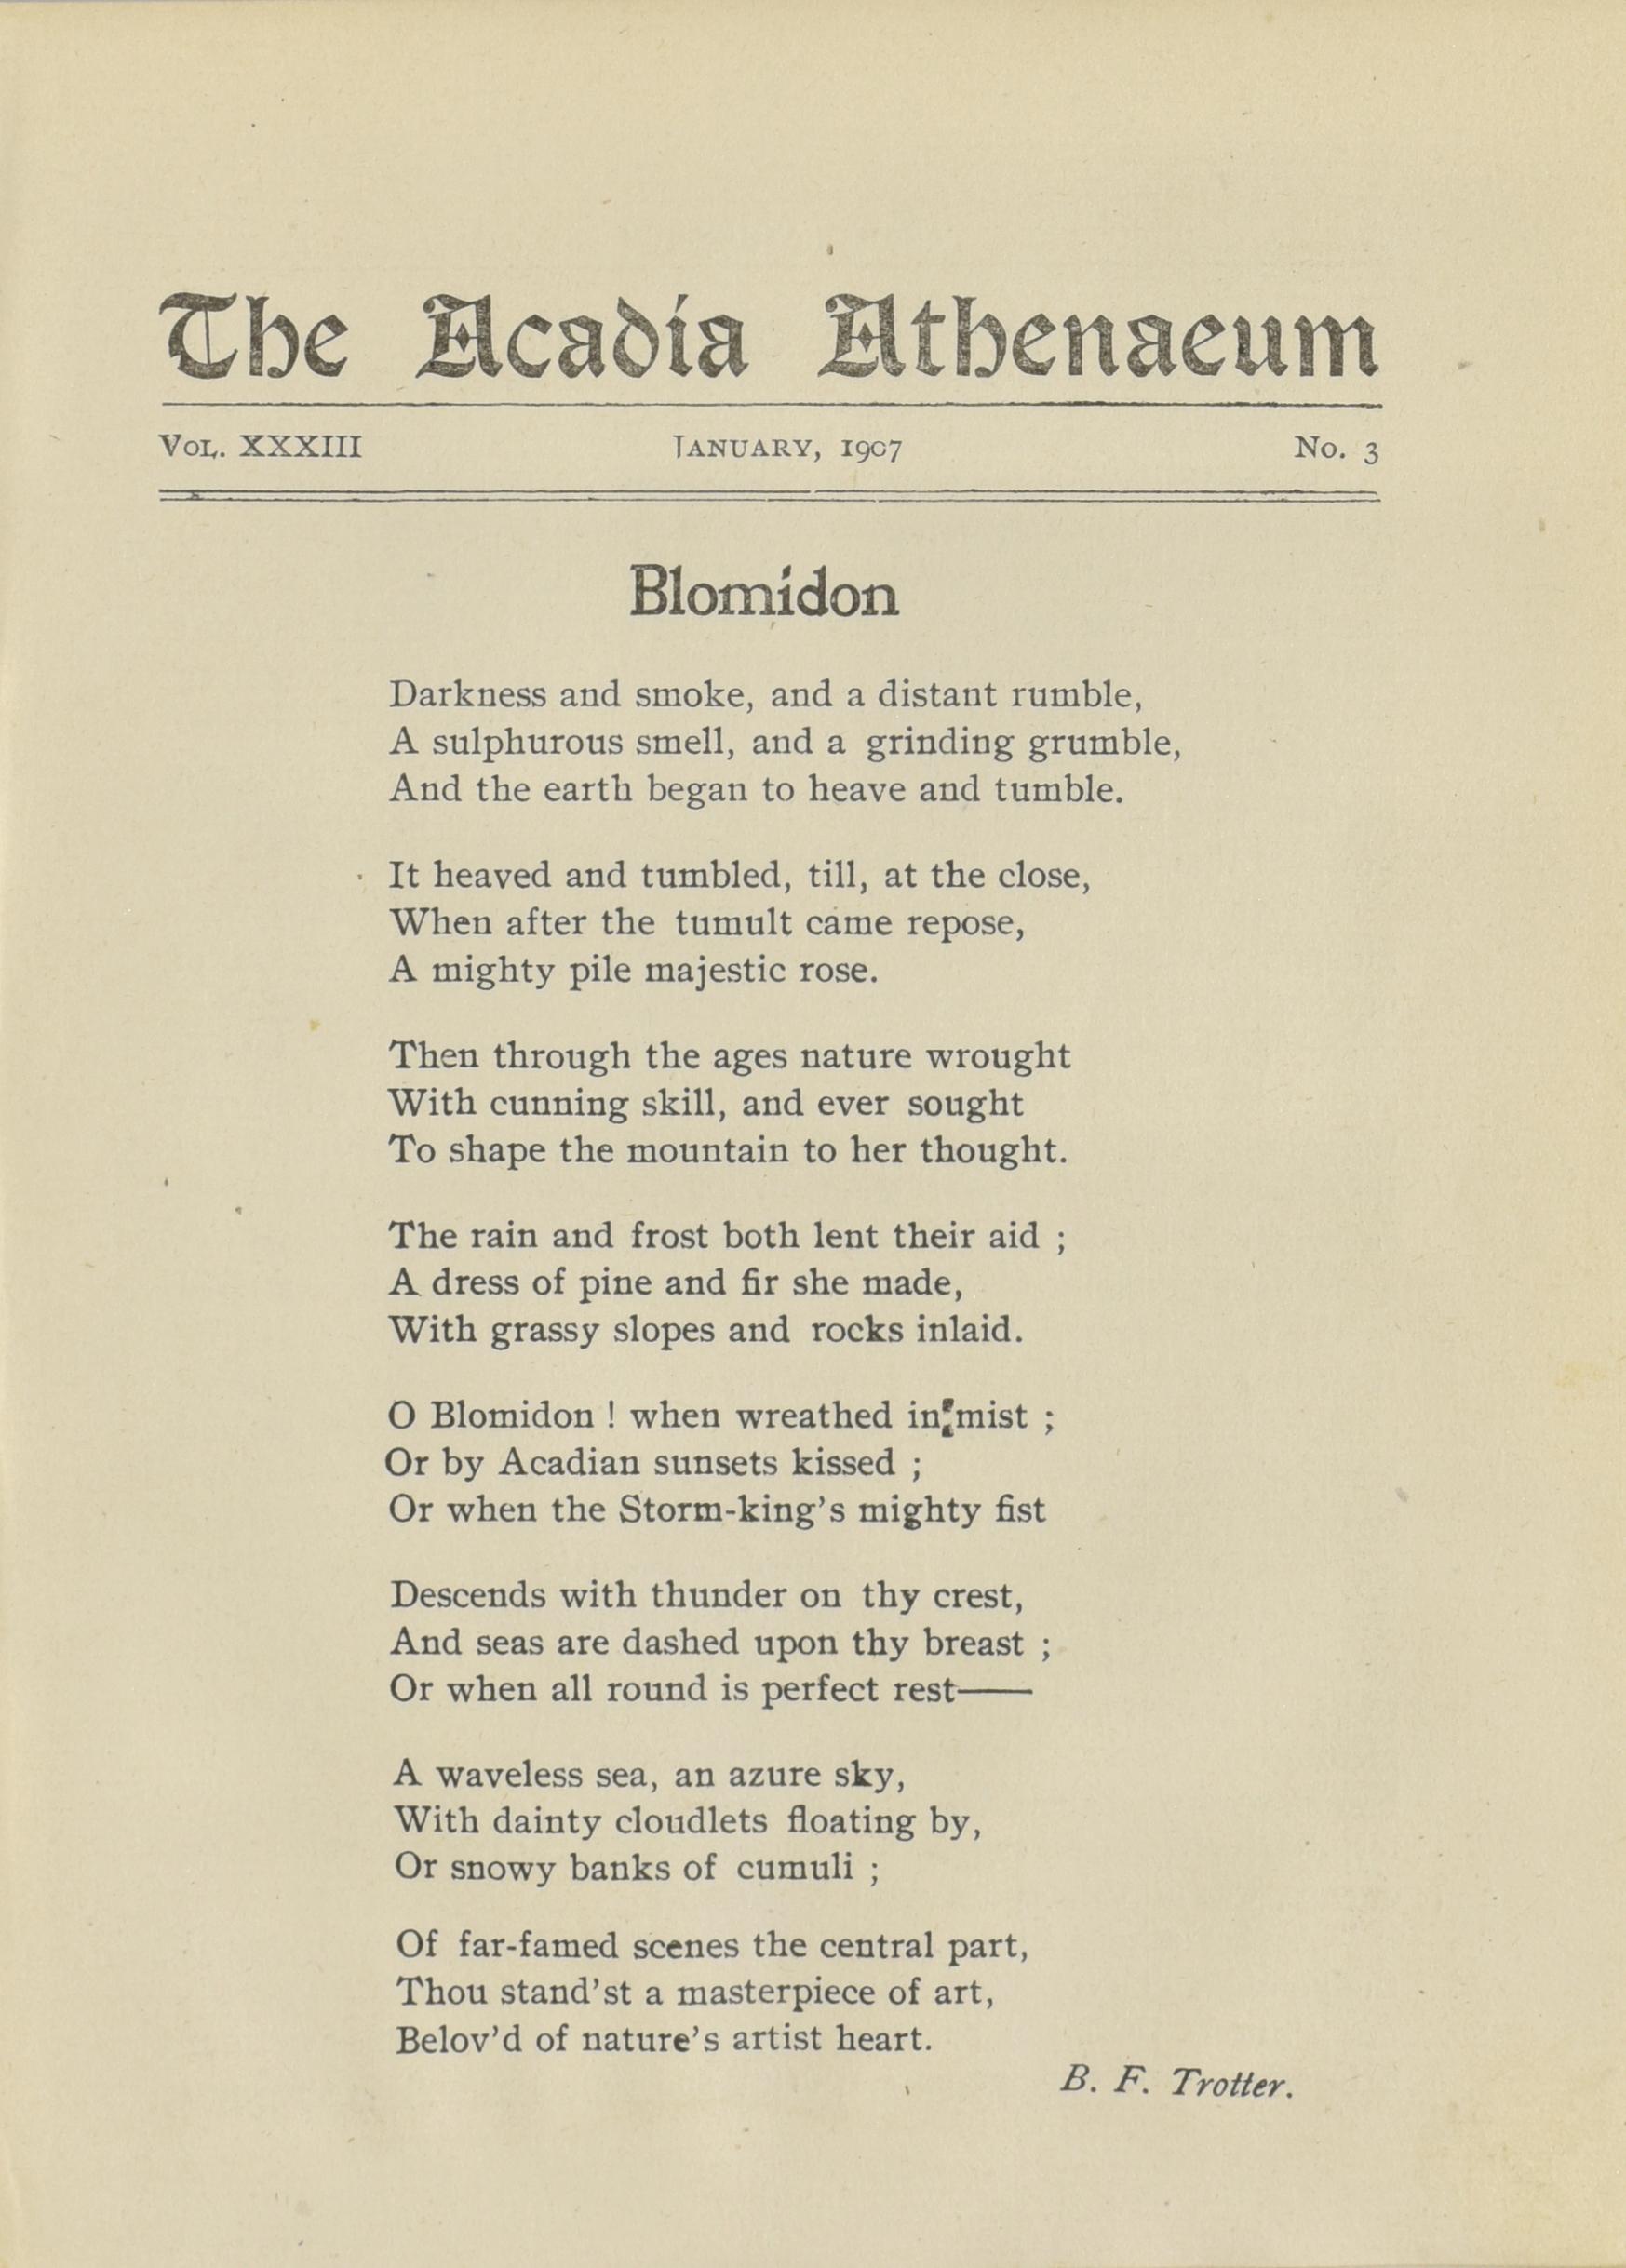 The Acadia Athenaeum
VOL. XXXIII JANUARY, 1907 No. 3
Blomidon
Darkness and smoke, and a distant rumble,
A sulphurous smell, and a grinding grumble,
And the earth began to heave and tumble.
It heaved and tumbled, till, at the close,
When after the tumult came repose,
A mighty pile majestic rose.
Then through the ages nature wrought
With cunning skill, and ever sought
To shape the mountain to her thought.
The rain and frost both lent their aid ;
A dress of pine and fir she made,
With grassy slopes and rocks inlaid.
O Blomidon ! when wreathed in mist ;
Or by Acadian sunsets kissed ;
Or when the Storm-king's mighty fist
Descends with thunder on thy crest,
And seas are dashed upon thy breast ;
Or when all round is perfect rest——
A waveless sea, an azure sky,
With dainty cloudlets floating by,
Or snowy banks of cumuli ;
Of far-famed scenes the central part,
Thou stand'st a masterpiece of art,
Belov'd of nature's artist heart.
B. F. Trotter.